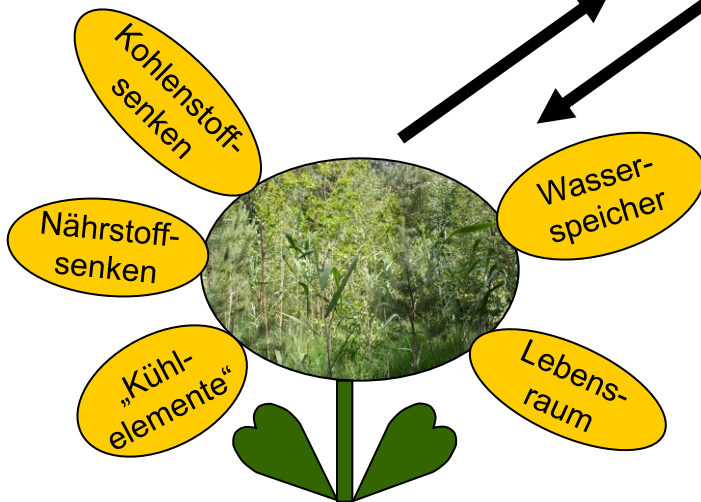 Kohlenstoff-
senken
Nährstoff-
senken
„Kühl-
elemente“
Wasser-
speicher
Lebens-
raum